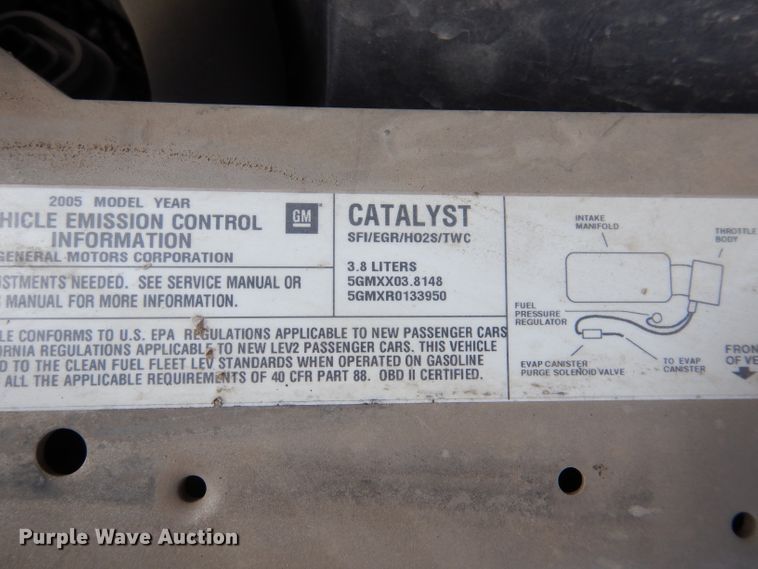 2005 MODEL YEAR
HICLE EMISSION CONTROL
INFORMATION
GENERAL MOTORS CORPORATION
GM
JSTMENTS NEEDED. SEE SERVICE MANUAL OR
MANUAL FOR MORE INFORMATION.
CATALYST
SFI/EGR/HO2S/TWC
3.8 LITERS
5GMXX03.8148
5GMXR0133950
LE CONFORMS TO U.S. EPA REGULATIONS APPLICABLE TO NEW PASSENGER CARS
ORNIA REGULATIONS APPLICABLE TO NEW LEV2 PASSENGER CARS. THIS VEHICLE
D TO THE CLEAN FUEL FLEET LEV STANDARDS WHEN OPERATED ON GASOLINE
ALL THE APPLICABLE REQUIREMENTS OF 40 CFR PART 88. OBD II CERTIFIED.
INTAKE
MANIFOLD
THROTTLE
BODY
FUEL
PRESSURE
REGULATOR
EVAP CANISTER
PURGE SOLENOID VALVE
TO EVAP
CANISTER
FRON
OF VE
Purple Wave Auction